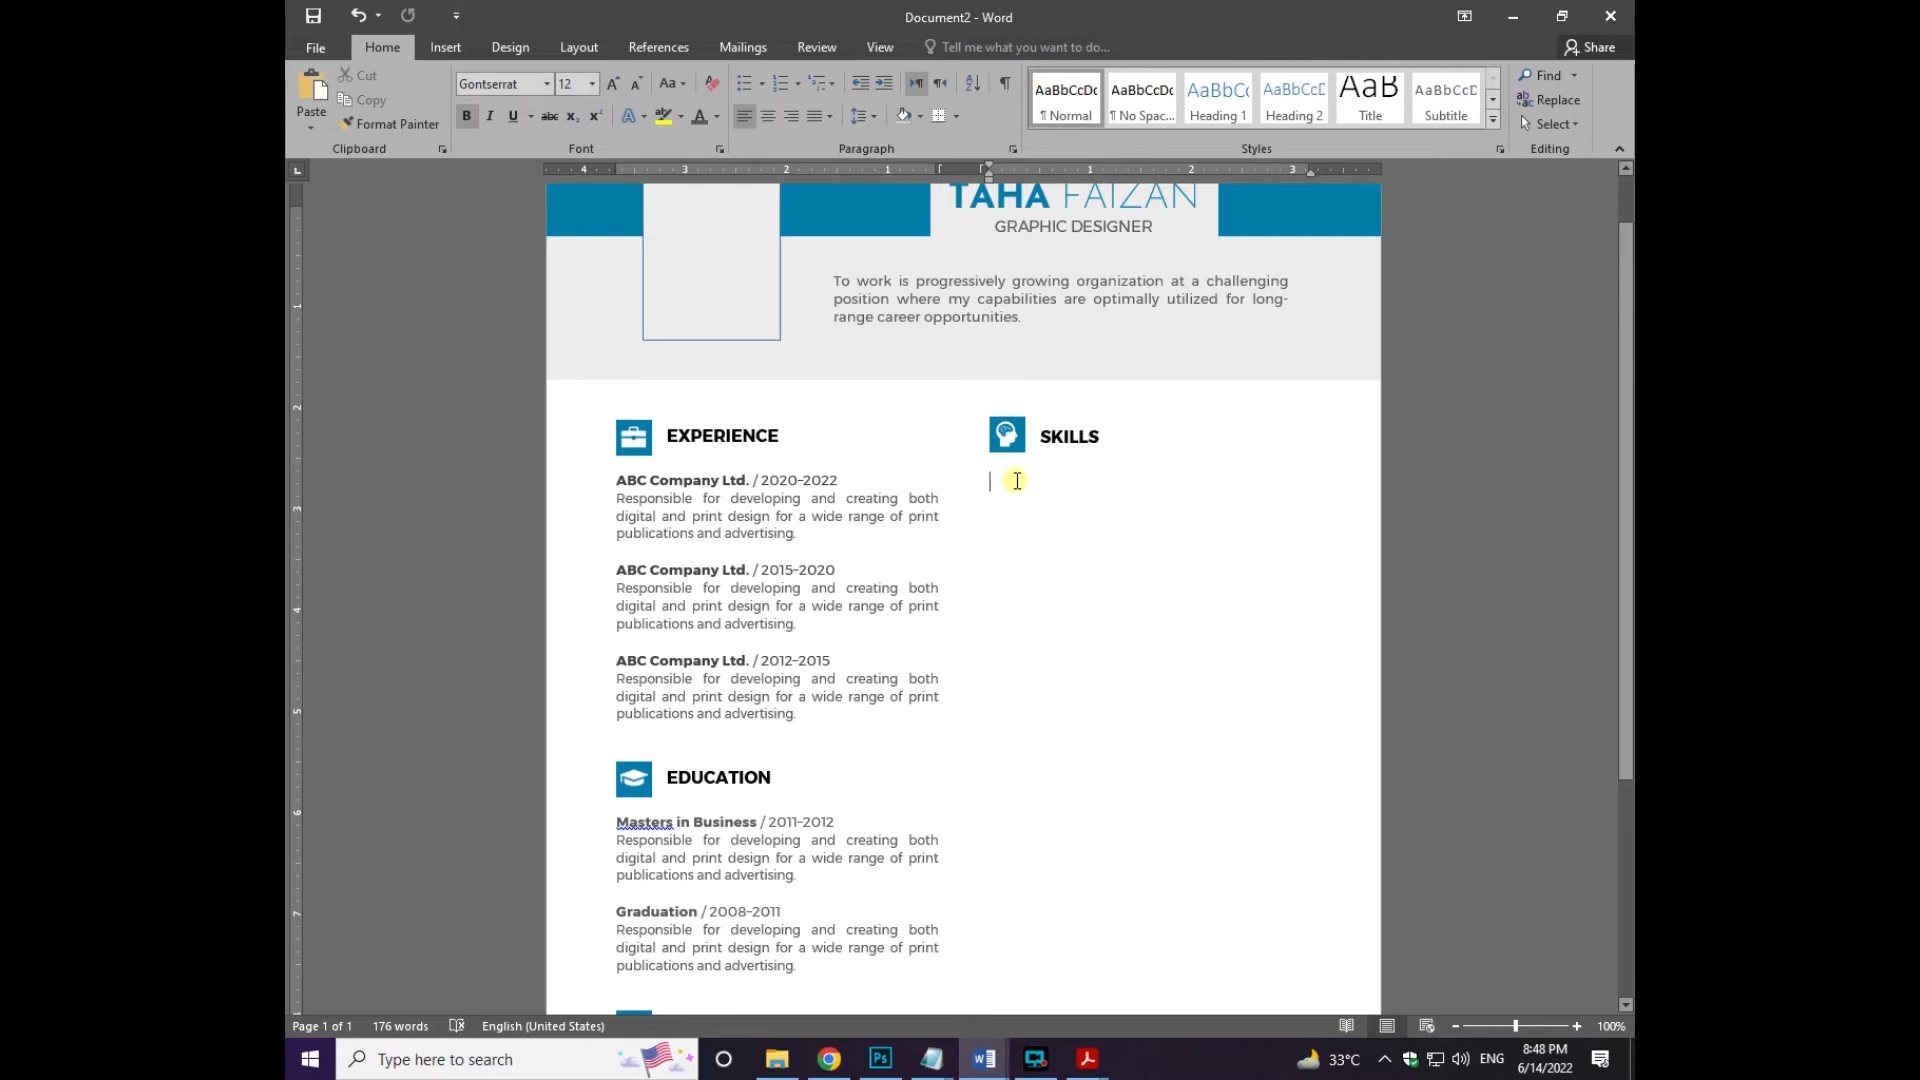 Document2 - Word
File Home Insert Design Layout References Mailings Review View Tell me what you want to do... Share
Paste Cut Copy Format Painter
Gontserrat 12
AaBbCcDc AaBbCcDc AaBbC AaBbCcD AaB AaBbCcD
¶ Normal ¶ No Spac... Heading 1 Heading 2 Title Subtitle
Find
Replace
Select
Clipboard Font Paragraph Styles Editing
4 3 2 1 1 2 3
TAHA FAIZAN
GRAPHIC DESIGNER
To work is progressively growing organization at a challenging
position where my capabilities are optimally utilized for long-
range career opportunities.
EXPERIENCE
ABC Company Ltd. / 2020-2022
Responsible for developing and creating both
digital and print design for a wide range of print
publications and advertising.
ABC Company Ltd. / 2015-2020
Responsible for developing and creating both
digital and print design for a wide range of print
publications and advertising.
ABC Company Ltd. / 2012-2015
Responsible for developing and creating both
digital and print design for a wide range of print
publications and advertising.
EDUCATION
Masters in Business / 2011-2012
Responsible for developing and creating both
digital and print design for a wide range of print
publications and advertising.
Graduation / 2008-2011
Responsible for developing and creating both
digital and print design for a wide range of print
publications and advertising.
SKILLS
Page 1 of 1 176 words English (United States) 100%
Type here to search
33°C ENG
8:48 PM
6/14/2022